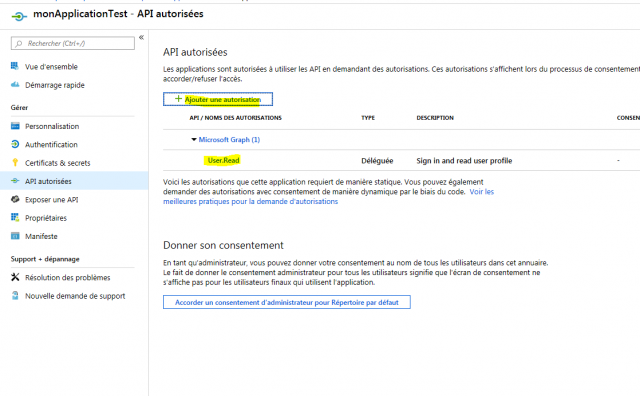 monApplicationTest - API autorisées
Rechercher (Ctrl+/)
«
Vue d'ensemble
Démarrage rapide
Gérer
Personnalisation
Authentification
Certificats & secrets
API autorisées
Exposer une API
Propriétaires
Manifeste
Support + dépannage
Résolution des problèmes
Nouvelle demande de support
API autorisées
Les applications sont autorisées à utiliser les API en demandant des autorisations. Ces autorisations s'affichent lors du processus de consentement
accorder/refuser l'accès.
+ Ajouter une autorisation
API / NOMS DES AUTORISATIONS TYPE DESCRIPTION CONSEN
Microsoft Graph (1)
User.Read Déléguée Sign in and read user profile -
Voici les autorisations que cette application requiert de manière statique. Vous pouvez également
demander des autorisations avec consentement de manière dynamique par le biais du code. Voir les
meilleures pratiques pour la demande d'autorisations
Donner son consentement
En tant qu'administrateur, vous pouvez donner votre consentement au nom de tous les utilisateurs dans cet annuaire.
Le fait de donner le consentement administrateur pour tous les utilisateurs signifie que l'écran de consentement ne
s'affiche pas pour les utilisateurs finaux qui utilisent l'application.
Accorder un consentement d'administrateur pour Répertoire par défaut